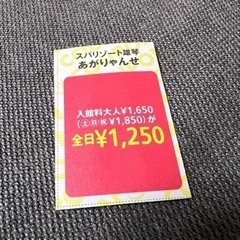 スパリゾート雄琴
あがりゃんせ
入館料大人¥1,650
(土日祝¥1,850)が
全日¥1,250